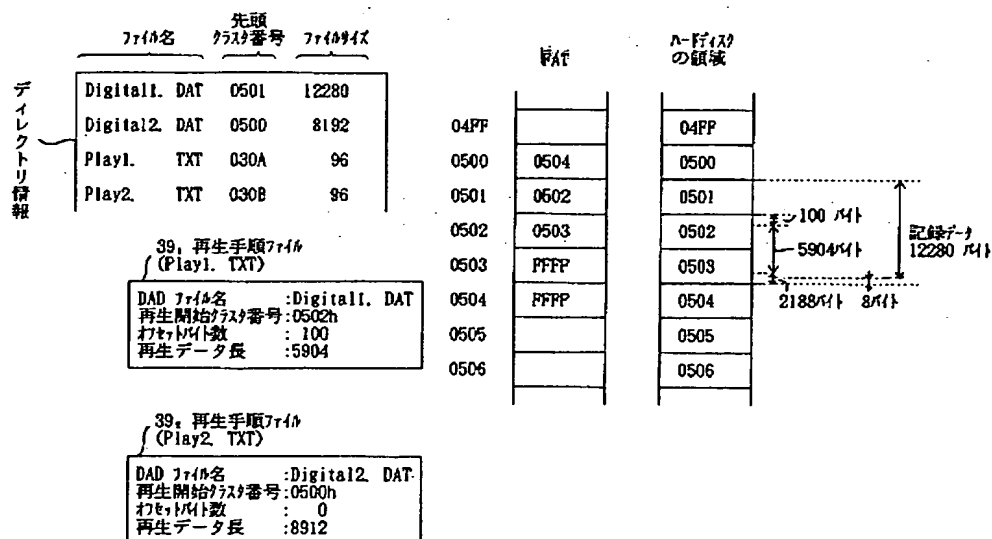 ファイル名
先頭
クラスタ番号
ファイルサイズ
ディレクトリ情報
Digital1. DAT 0501 12280
Digital2. DAT 0500 8192
Play1. TXT 030A 96
Play2. TXT 030B 96
39₁ 再生手順ファイル
(Play1. TXT)
DAD ファイル名 :Digital1. DAT
再生開始クラスタ番号:0502h
オフセットバイト数 : 100
再生データ長 :5904
39₂ 再生手順ファイル
(Play2. TXT)
DAD ファイル名 :Digital2. DAT
再生開始クラスタ番号:0500h
オフセットバイト数 : 0
再生データ長 :8912
FAT
04FF
0500 0504
0501 0502
0502 0503
0503 FFFF
0504 FFFF
0505
0506
ハードディスク
の領域
04FF
0500
0501
0502
0503
0504
0505
0506
100 バイト
5904バイト
2188バイト
8バイト
記録データ
12280 バイト